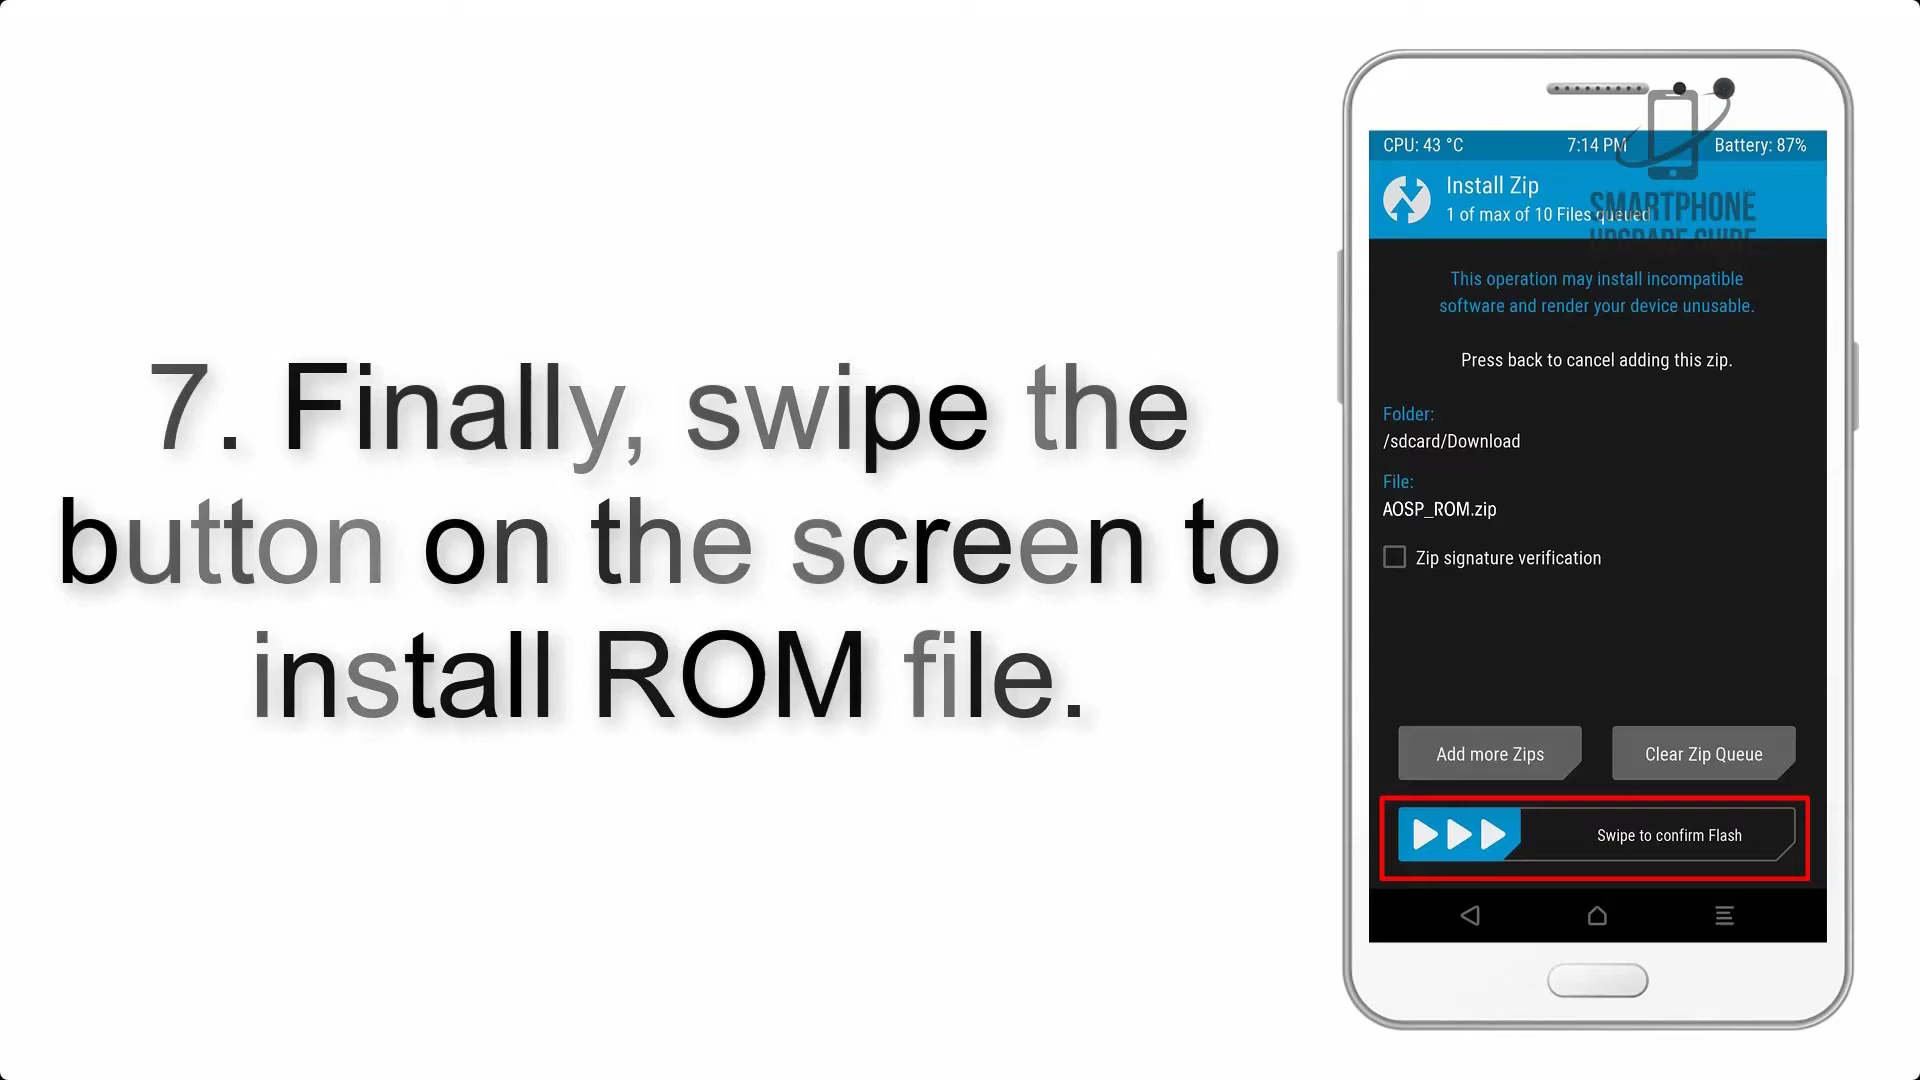 7. Finally, swipe the
button on the screen to
install ROM file.
CPU: 43 °C 7:14 PM Battery: 87%
Install Zip
1 of max of 10 Files queued
SMARTPHONE
UPGRADE GUIDE
This operation may install incompatible
software and render your device unusable.
Press back to cancel adding this zip.
Folder:
/sdcard/Download
File:
AOSP_ROM.zip
Zip signature verification
Add more Zips Clear Zip Queue
Swipe to confirm Flash